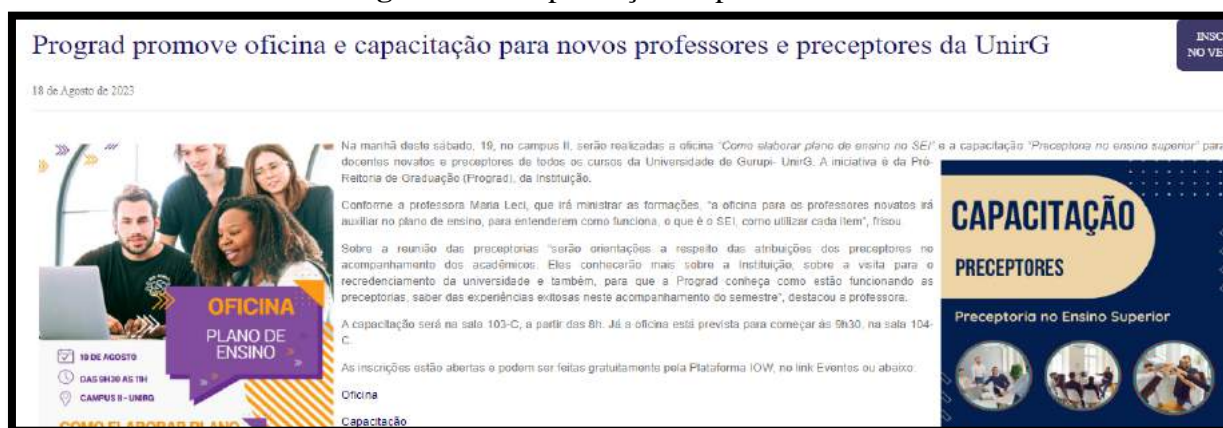 Prograd promove oficina e capacitação para novos professores e preceptores da UnirG
INSC
NO VE
18 de Agosto de 2023
Na manhã deste sábado, 19, no campus II, serão realizadas a oficina "Como elaborar plano de ensino no SEI" e a capacitação "Preceptoria no ensino superior" para
docentes novatos e preceptores de todos os cursos da Universidade de Gurupi- UnirG. A iniciativa é da Pró-
Reitoria de Graduação (Prograd), da Instituição.
Conforme a professora Maria Leci, que irá ministrar as formações, "a oficina para os professores novatos irá
auxiliar no plano de ensino, para entenderem como funciona, o que é o SEI, como utilizar cada item", frisou
Sobre a reunião das preceptorias "serão orientações a respeito das atribuições dos preceptores no
acompanhamento dos acadêmicos. Eles conhecerão mais sobre a Instituição, sobre a visita para o
recredenciamento da universidade e também, para que a Prograd conheça como estão funcionando as
preceptorias, saber das experiências exitosas neste acompanhamento do semestre", destacou a professora.
A capacitação será na sala 103-C, a partir das 8h. Já a oficina está prevista para começar às 9h30, na sala 104-
C.
As inscrições estão abertas e podem ser feitas gratuitamente pela Plataforma IOW, no link Eventos ou abaixo:
Oficina
Capacitação
OFICINA
PLANO DE
ENSINO
19 DE AGOSTO
DAS 9H30 AS 11H
CAMPUS II - UNIRG
COMO ELABORAR PLANO
CAPACITAÇÃO
PRECEPTORES
Preceptoria no Ensino Superior